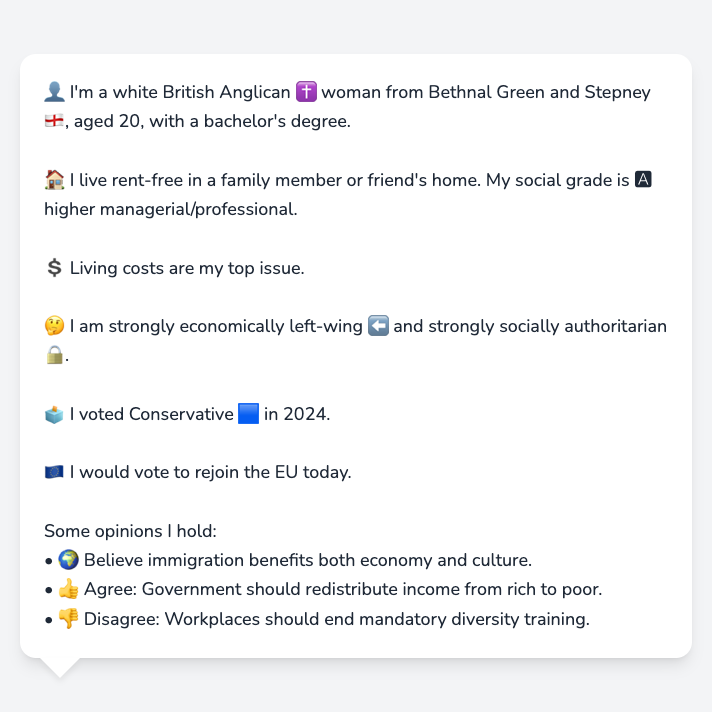 👤 I'm a white British Anglican ✝️ woman from Bethnal Green and Stepney
🏴󠁧󠁢󠁥󠁮󠁧󠁿, aged 20, with a bachelor's degree.
🏠 I live rent-free in a family member or friend's home. My social grade is 🅰
higher managerial/professional.
💲 Living costs are my top issue.
🤔 I am strongly economically left-wing ⬅️ and strongly socially authoritarian
🔒.
🗳️ I voted Conservative 🟦 in 2024.
🇪🇺 I would vote to rejoin the EU today.
Some opinions I hold:
• 🌍 Believe immigration benefits both economy and culture.
• 👍 Agree: Government should redistribute income from rich to poor.
• 👎 Disagree: Workplaces should end mandatory diversity training.